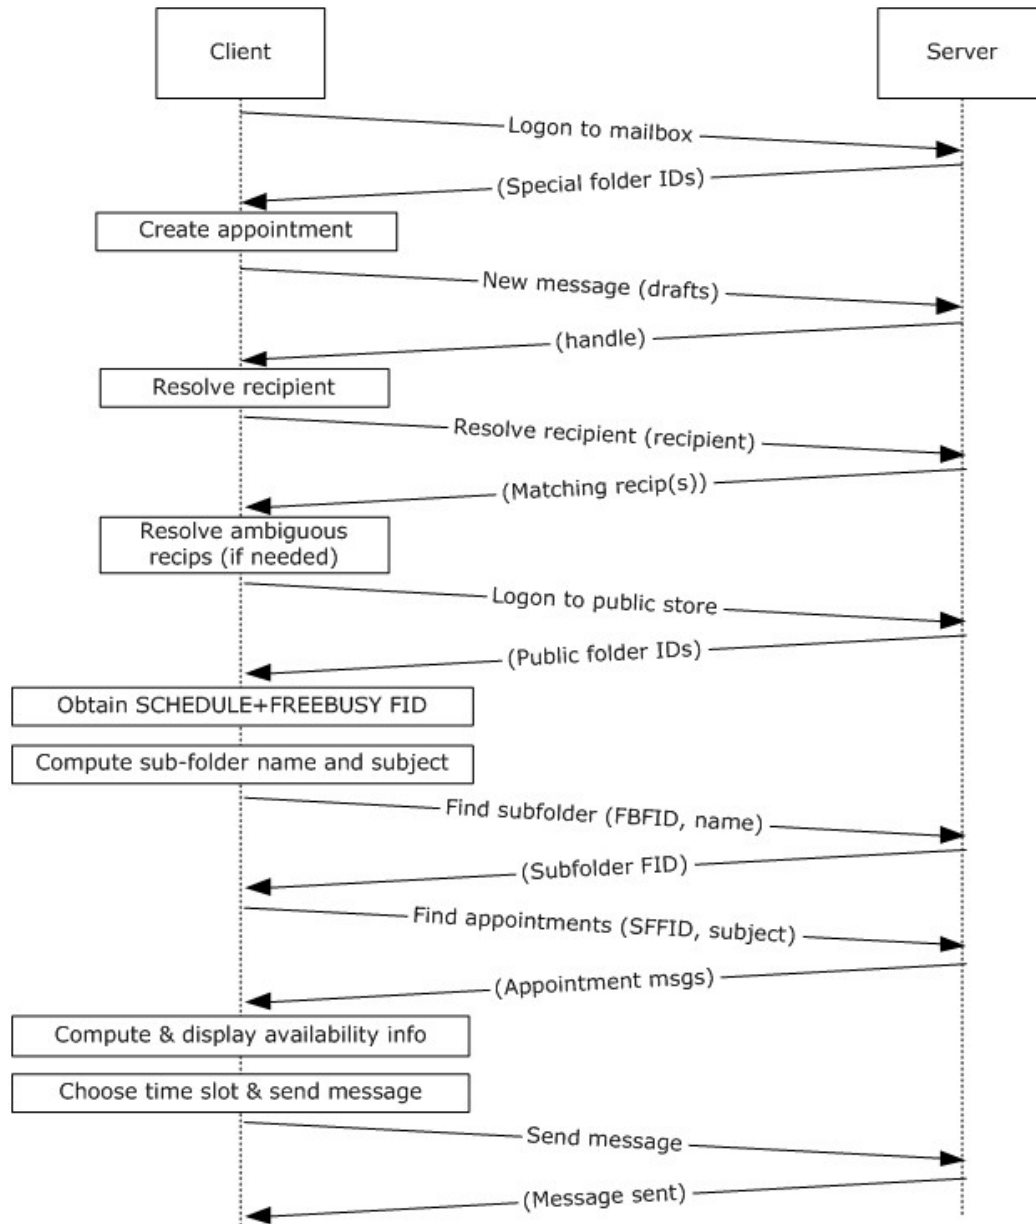 Client
Server
Logon to mailbox
(Special folder IDs)
Create appointment
New message (drafts)
(handle)
Resolve recipient
Resolve recipient (recipient)
(Matching recip(s))
Resolve ambiguous
recips (if needed)
Logon to public store
(Public folder IDs)
Obtain SCHEDULE+FREEBUSY FID
Compute sub-folder name and subject
Find subfolder (FBFID, name)
(Subfolder FID)
Find appointments (SFFID, subject)
(Appointment msgs)
Compute & display availability info
Choose time slot & send message
Send message
(Message sent)